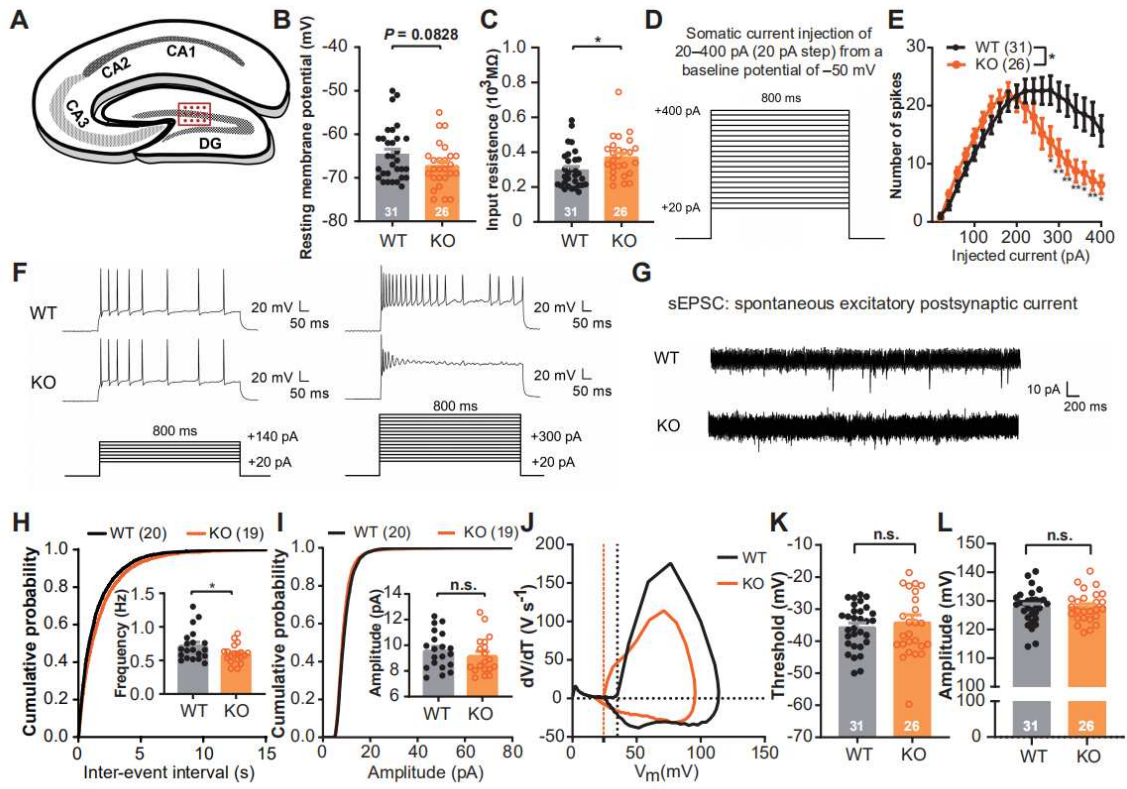 A
CA1
CA2
CA3
DG
B
P = 0.0828
Resting membrane potential (mV)
-40
-50
-60
-70
-80
31
26
WT
KO
C
*
Input resistence (10³MΩ)
1.0
0.8
0.6
0.4
0.2
0
31
26
WT
KO
D
Somatic current injection of
20–400 pA (20 pA step) from a
baseline potential of –50 mV
800 ms
+400 pA
+20 pA
E
WT (31)
KO (26)
*
Number of spikes
30
20
10
0
*
**
**
**
*
**
*
100
200
300
400
Injected current (pA)
F
WT
20 mV
50 ms
20 mV
50 ms
KO
20 mV
50 ms
20 mV
50 ms
800 ms
+140 pA
+20 pA
800 ms
+300 pA
+20 pA
G
sEPSC: spontaneous excitatory postsynaptic current
WT
KO
10 pA
200 ms
H
WT (20)
KO (19)
Cumulative probability
1.0
0.8
0.6
0.4
0.2
0.0
Frequency (Hz)
1.5
1.0
0.5
0.0
*
WT
KO
0
5
10
15
Inter-event interval (s)
I
WT (20)
KO (19)
Cumulative probability
1.0
0.8
0.6
0.4
0.2
0.0
Amplitude (pA)
14
12
10
8
6
n.s.
WT
KO
0
20
40
60
80
Amplitude (pA)
J
WT
KO
dV/dT (V s⁻¹)
200
150
100
50
0
-50
0
50
100
150
Vm(mV)
K
n.s.
Threshold (mV)
-10
-20
-30
-40
-50
-60
-70
31
26
WT
KO
L
n.s.
Amplitude (mV)
150
140
130
120
110
100
100
0
31
26
WT
KO